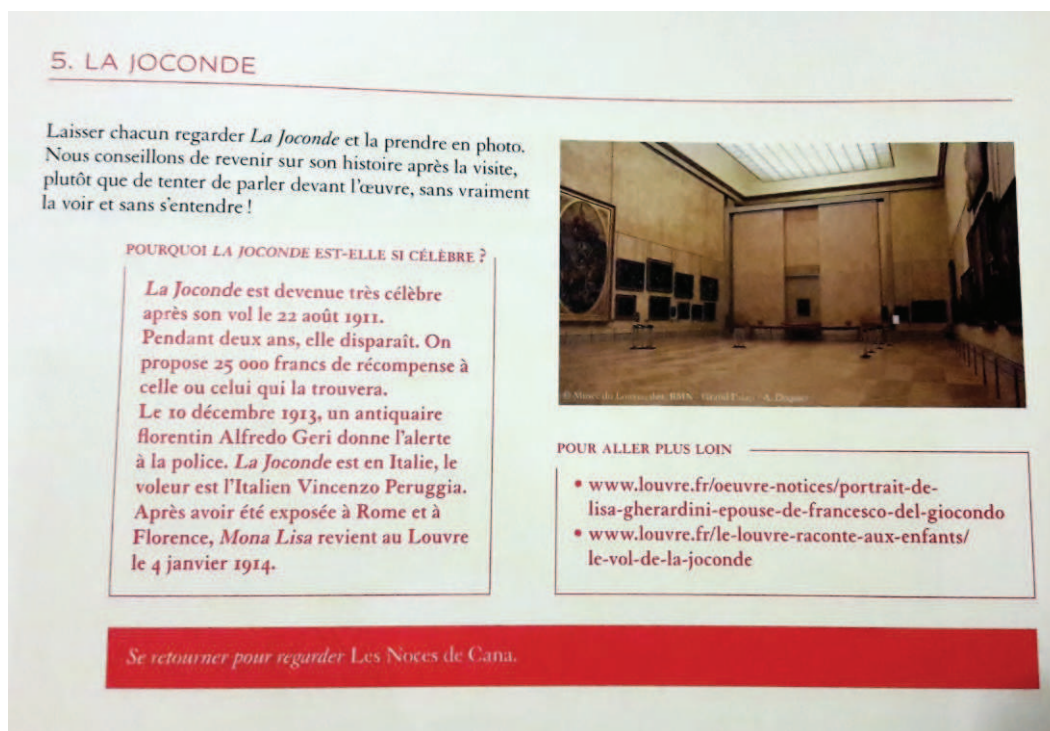 5. LA JOCONDE
Laisser chacun regarder La Joconde et la prendre en photo.
Nous conseillons de revenir sur son histoire après la visite,
plutôt que de tenter de parler devant l'œuvre, sans vraiment
la voir et sans s'entendre !
POURQUOI LA JOCONDE EST-ELLE SI CÉLÈBRE ?
La Joconde est devenue très célèbre
après son vol le 22 août 1911.
Pendant deux ans, elle disparaît. On
propose 25 000 francs de récompense à
celle ou celui qui la trouvera.
Le 10 décembre 1913, un antiquaire
florentin Alfredo Geri donne l'alerte
à la police. La Joconde est en Italie, le
voleur est l'Italien Vincenzo Peruggia.
Après avoir été exposée à Rome et à
Florence, Mona Lisa revient au Louvre
le 4 janvier 1914.
© Musée du Louvre, dist. RMN - Grand Palais / A.
POUR ALLER PLUS LOIN
• www.louvre.fr/oeuvre-notices/portrait-de-
lisa-gherardini-epouse-de-francesco-del-giocondo
• www.louvre.fr/le-louvre-raconte-aux-enfants/
le-vol-de-la-joconde
Se retourner pour regarder Les Noces de Cana.